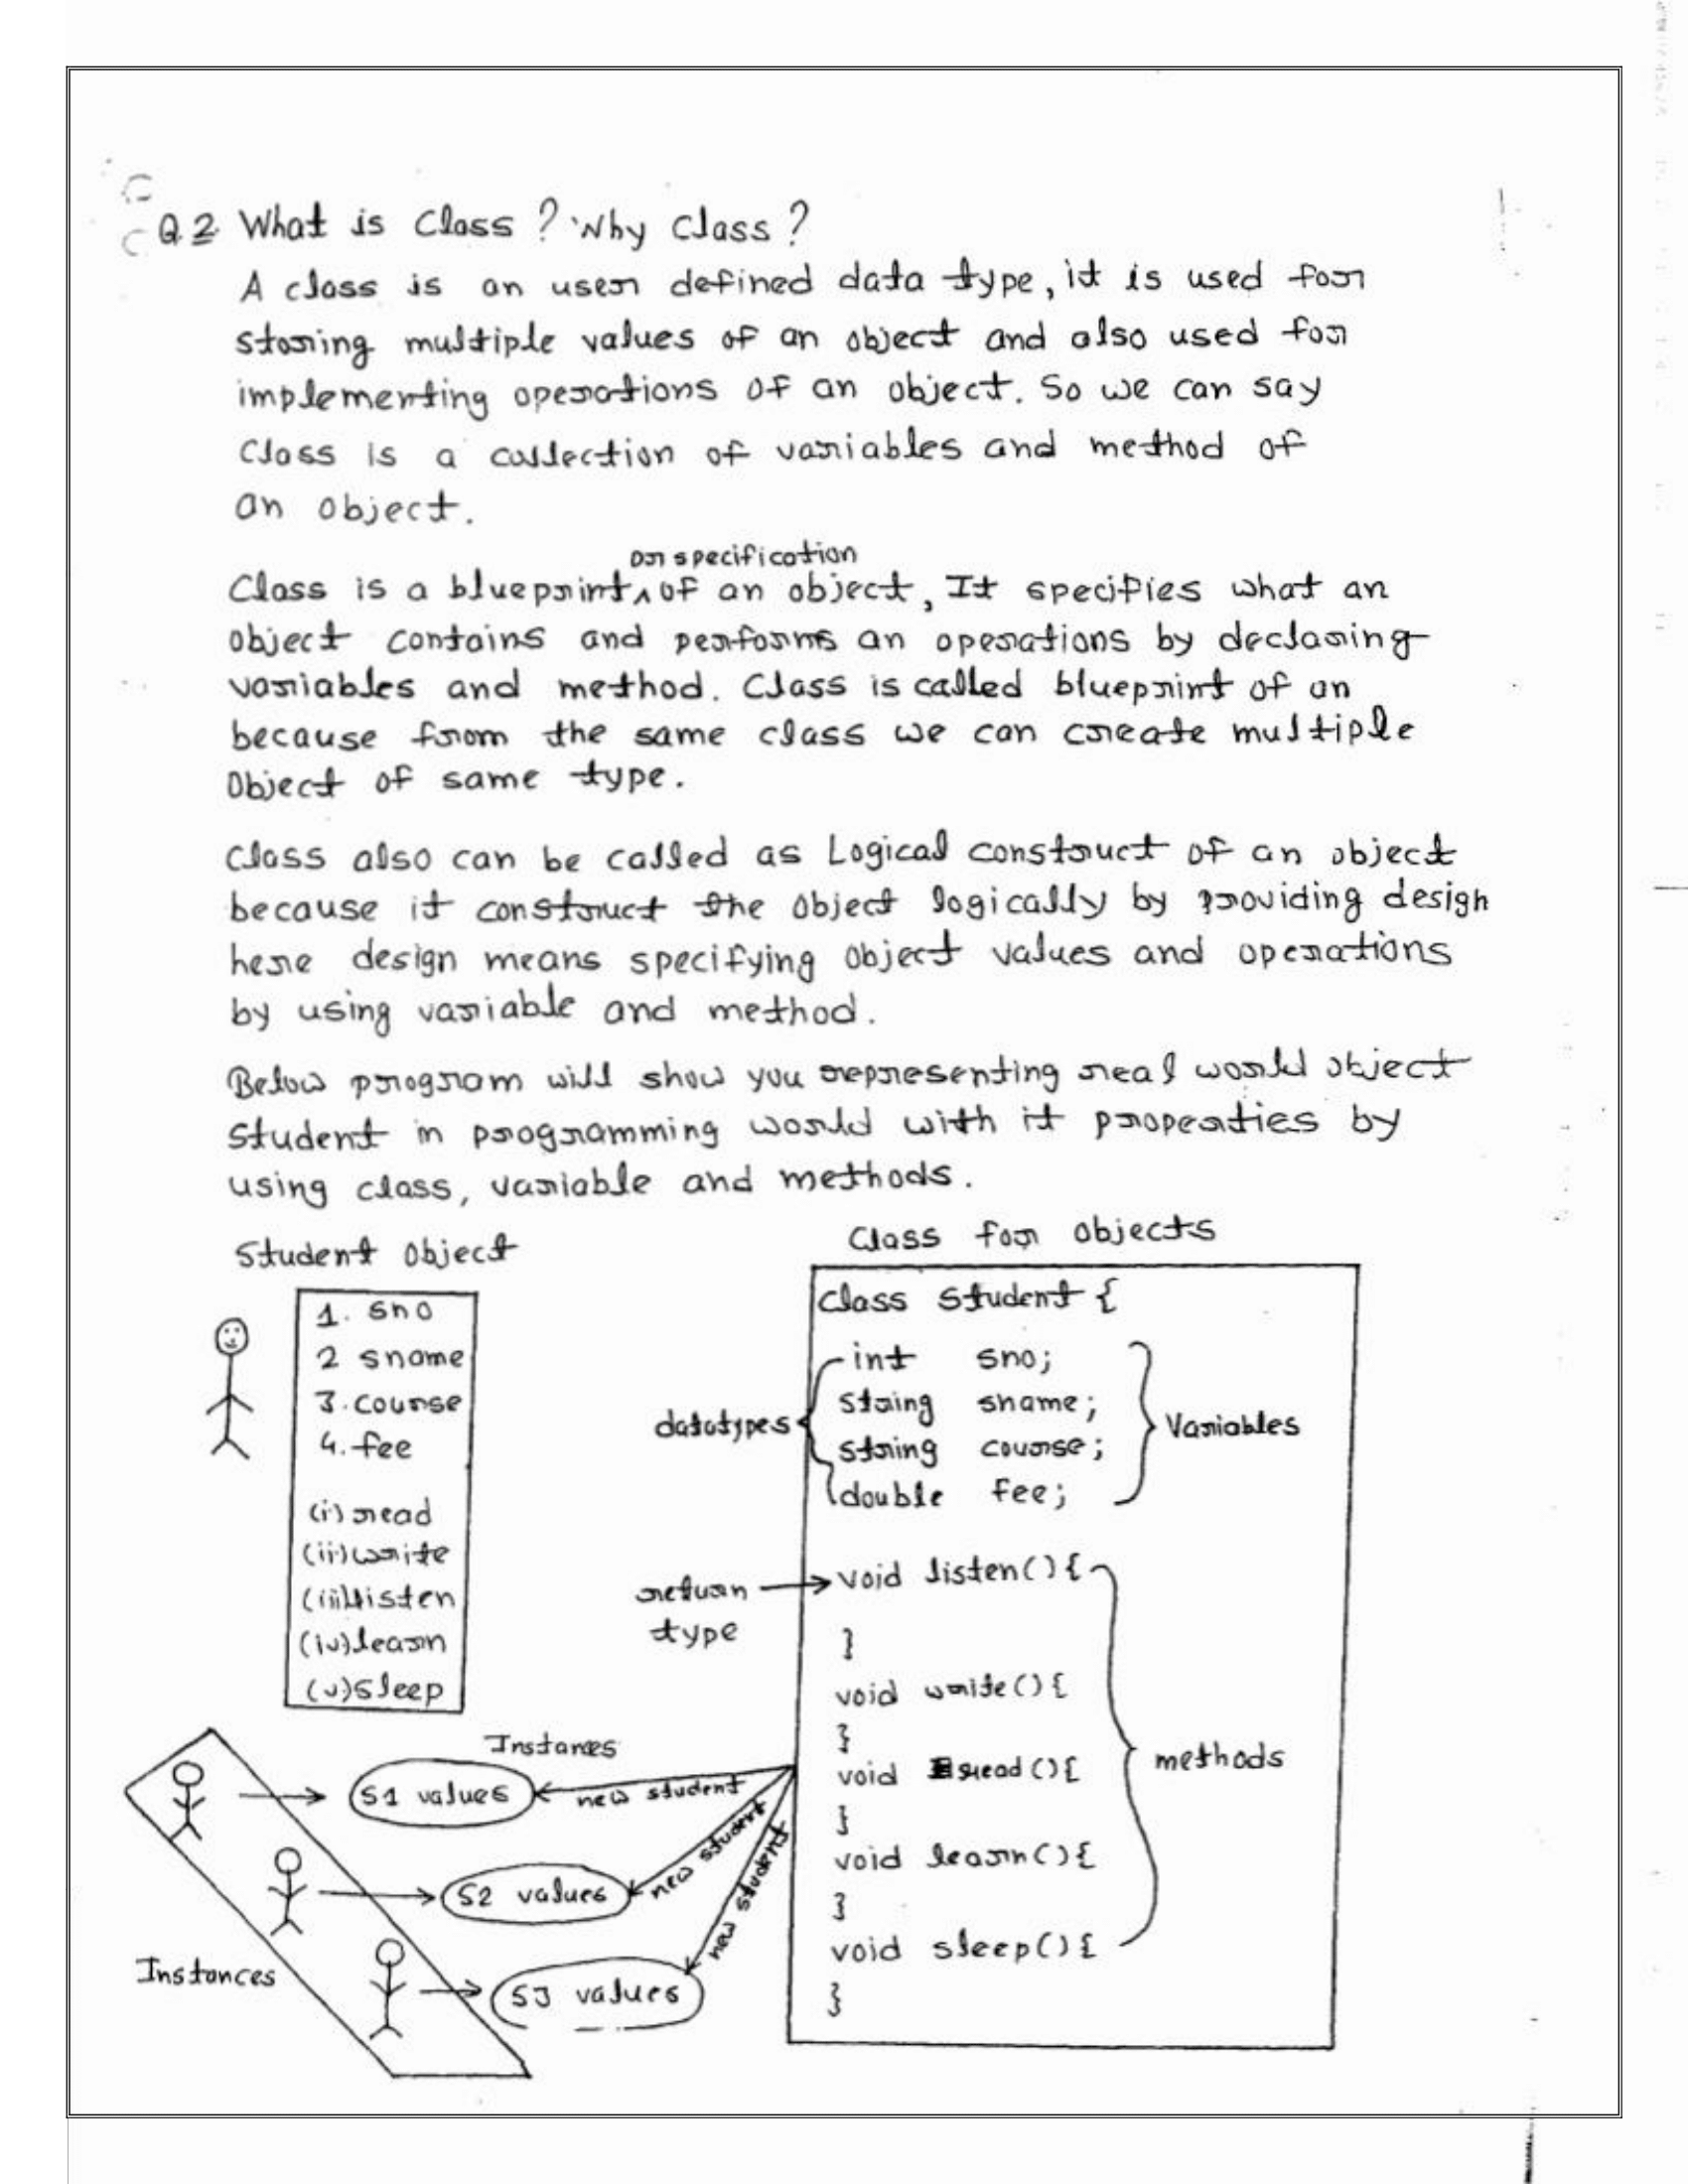 Q2 What is Class? Why Class?
A class is an user defined data type, it is used for
storing multiple values of an object and also used for
implementing operations of an object. So we can say
Class is a collection of variables and method of
an object.
or specification
Class is a blueprint ^ of an object, It specifies what an
object contains and performs an operations by declaring
variables and method. Class is called blueprint of an
because from the same class we can create multiple
Object of same type.
Class also can be called as Logical construct of an object
because it construct the object logically by providing design
here design means specifying object values and operations
by using variable and method.
Below program will show you representing real world object
student in programming world with it properties by
using class, variable and methods.
Student Object
1. sno
2 sname
3. course
4. fee
(i) read
(ii) write
(iii) listen
(iv) learn
(v) sleep
Class for objects
class student {
int sno;
string sname;
string course;
double fee;
datatypes
Variables
return
type
void listen() {
}
void write() {
}
void read () {
}
void learn() {
}
void sleep() {
}
methods
Instances
S1 values
new student
S2 values
new student
S3 values
new student
Instances